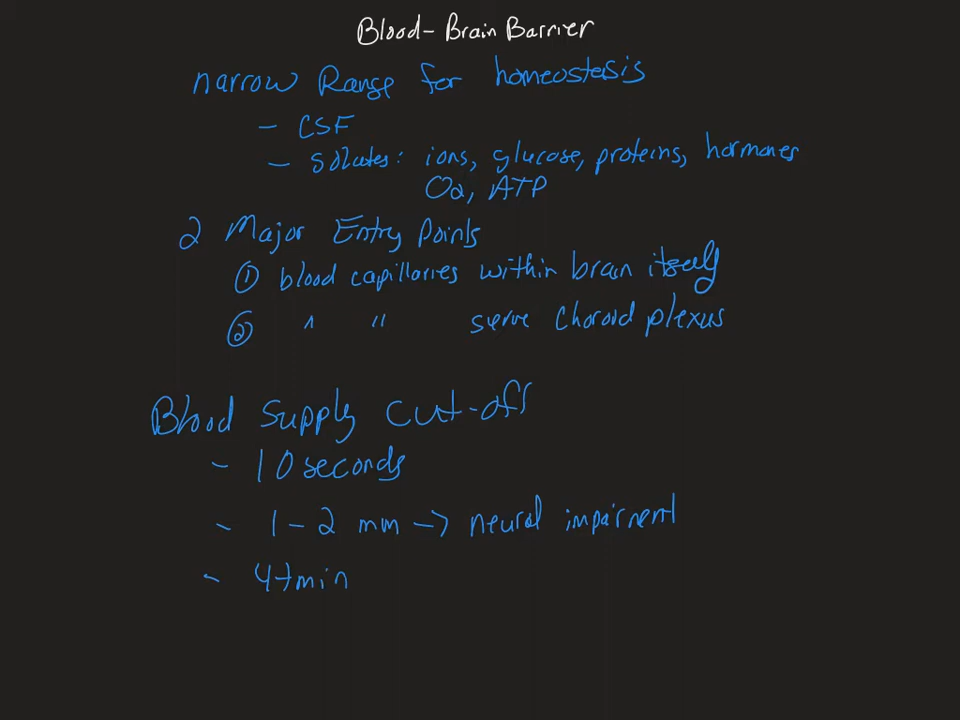 Blood-Brain Barrier
narrow Range for homeostasis
- CSF
- solutes: ions, glucose, proteins, hormones
O2, ATP
2 Major Entry Points
① blood capillaries within brain itself
② " " serve choroid plexus
Blood Supply cut-off
- 10 seconds
- 1-2 mm -> neural impairment
- 4+min